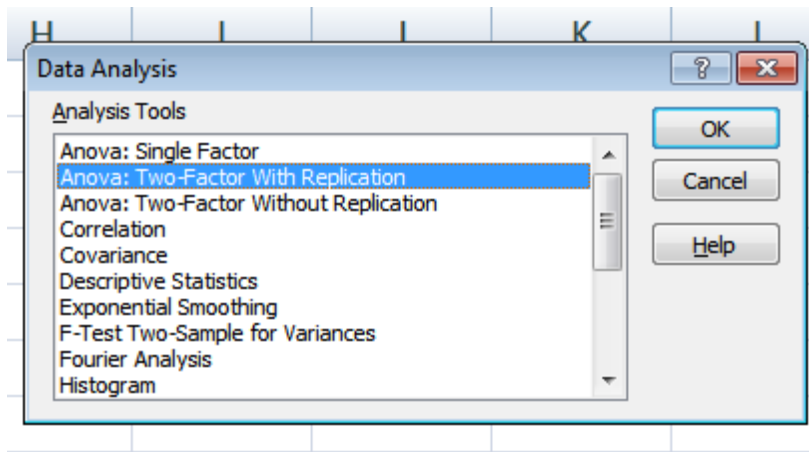 H I J K L
Data Analysis ?
Analysis Tools
Anova: Single Factor
Anova: Two-Factor With Replication
Anova: Two-Factor Without Replication
Correlation
Covariance
Descriptive Statistics
Exponential Smoothing
F-Test Two-Sample for Variances
Fourier Analysis
Histogram
OK
Cancel
Help